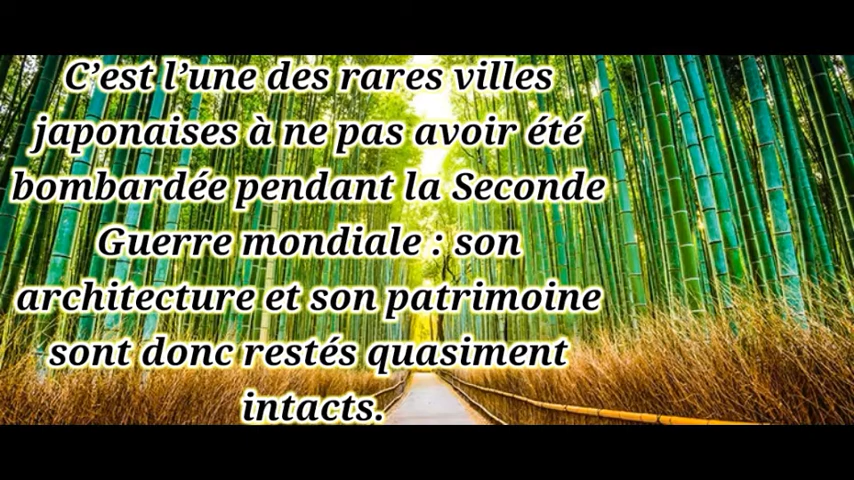 C’est l’une des rares villes
japonaises à ne pas avoir été
bombardée pendant la Seconde
Guerre mondiale : son
architecture et son patrimoine
sont donc restés quasiment
intacts.